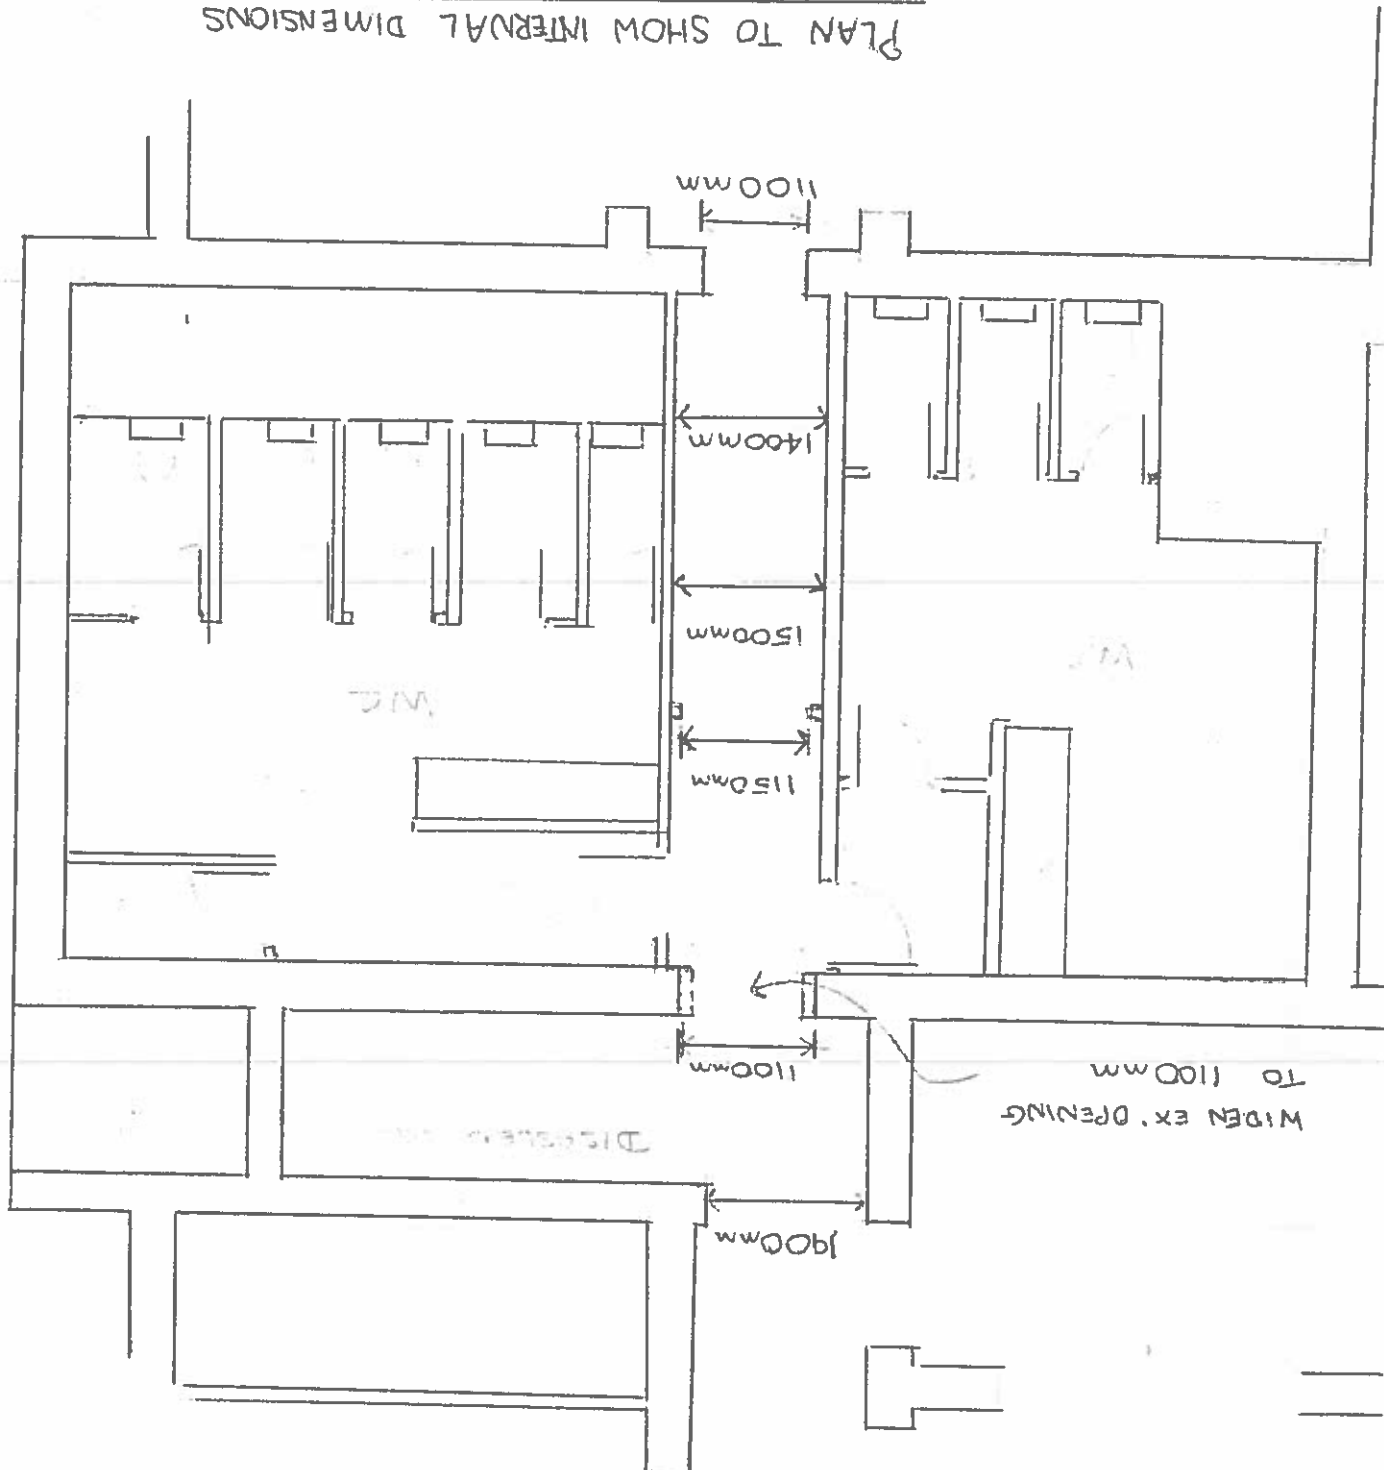 PLAN TO SHOW INTERNAL DIMENSIONS
WIDEN EX. OPENING
TO 1100mm
1900mm
1100mm
1150mm
1500mm
1400mm
1100mm
W/C